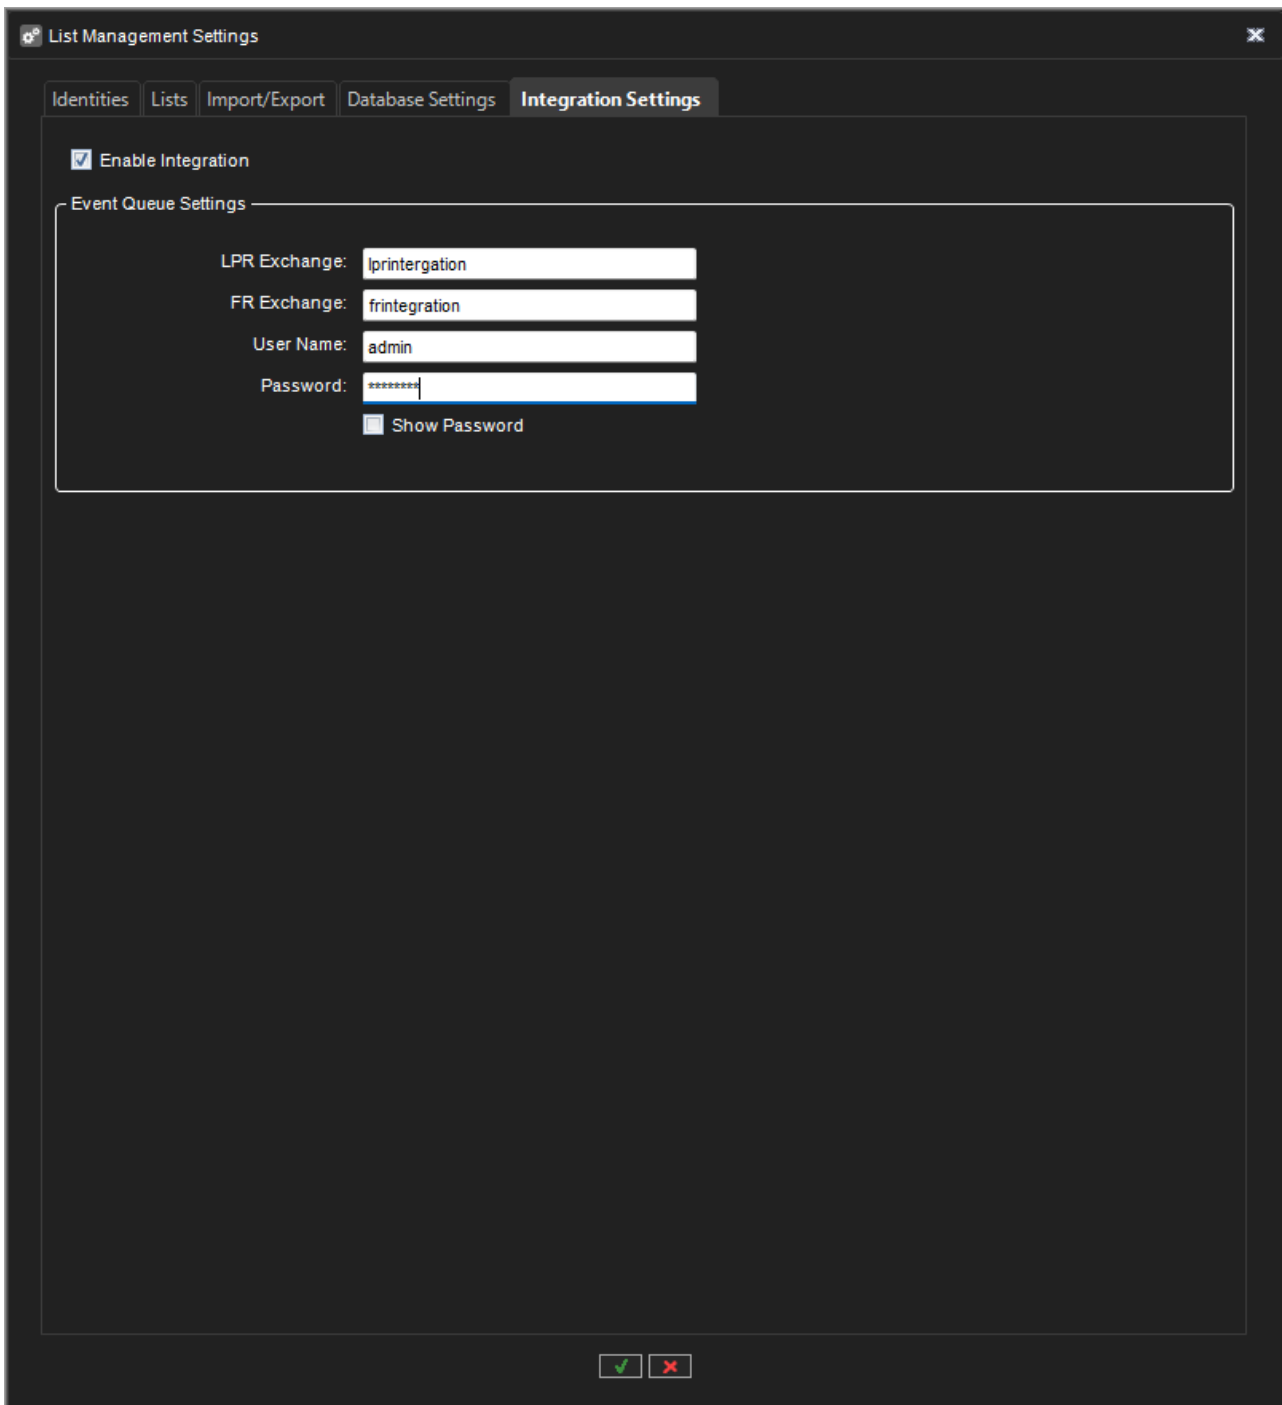 List Management Settings
Identities Lists Import/Export Database Settings Integration Settings
Enable Integration
Event Queue Settings
LPR Exchange: lprintergation
FR Exchange: frintegration
User Name: admin
Password: ********
Show Password